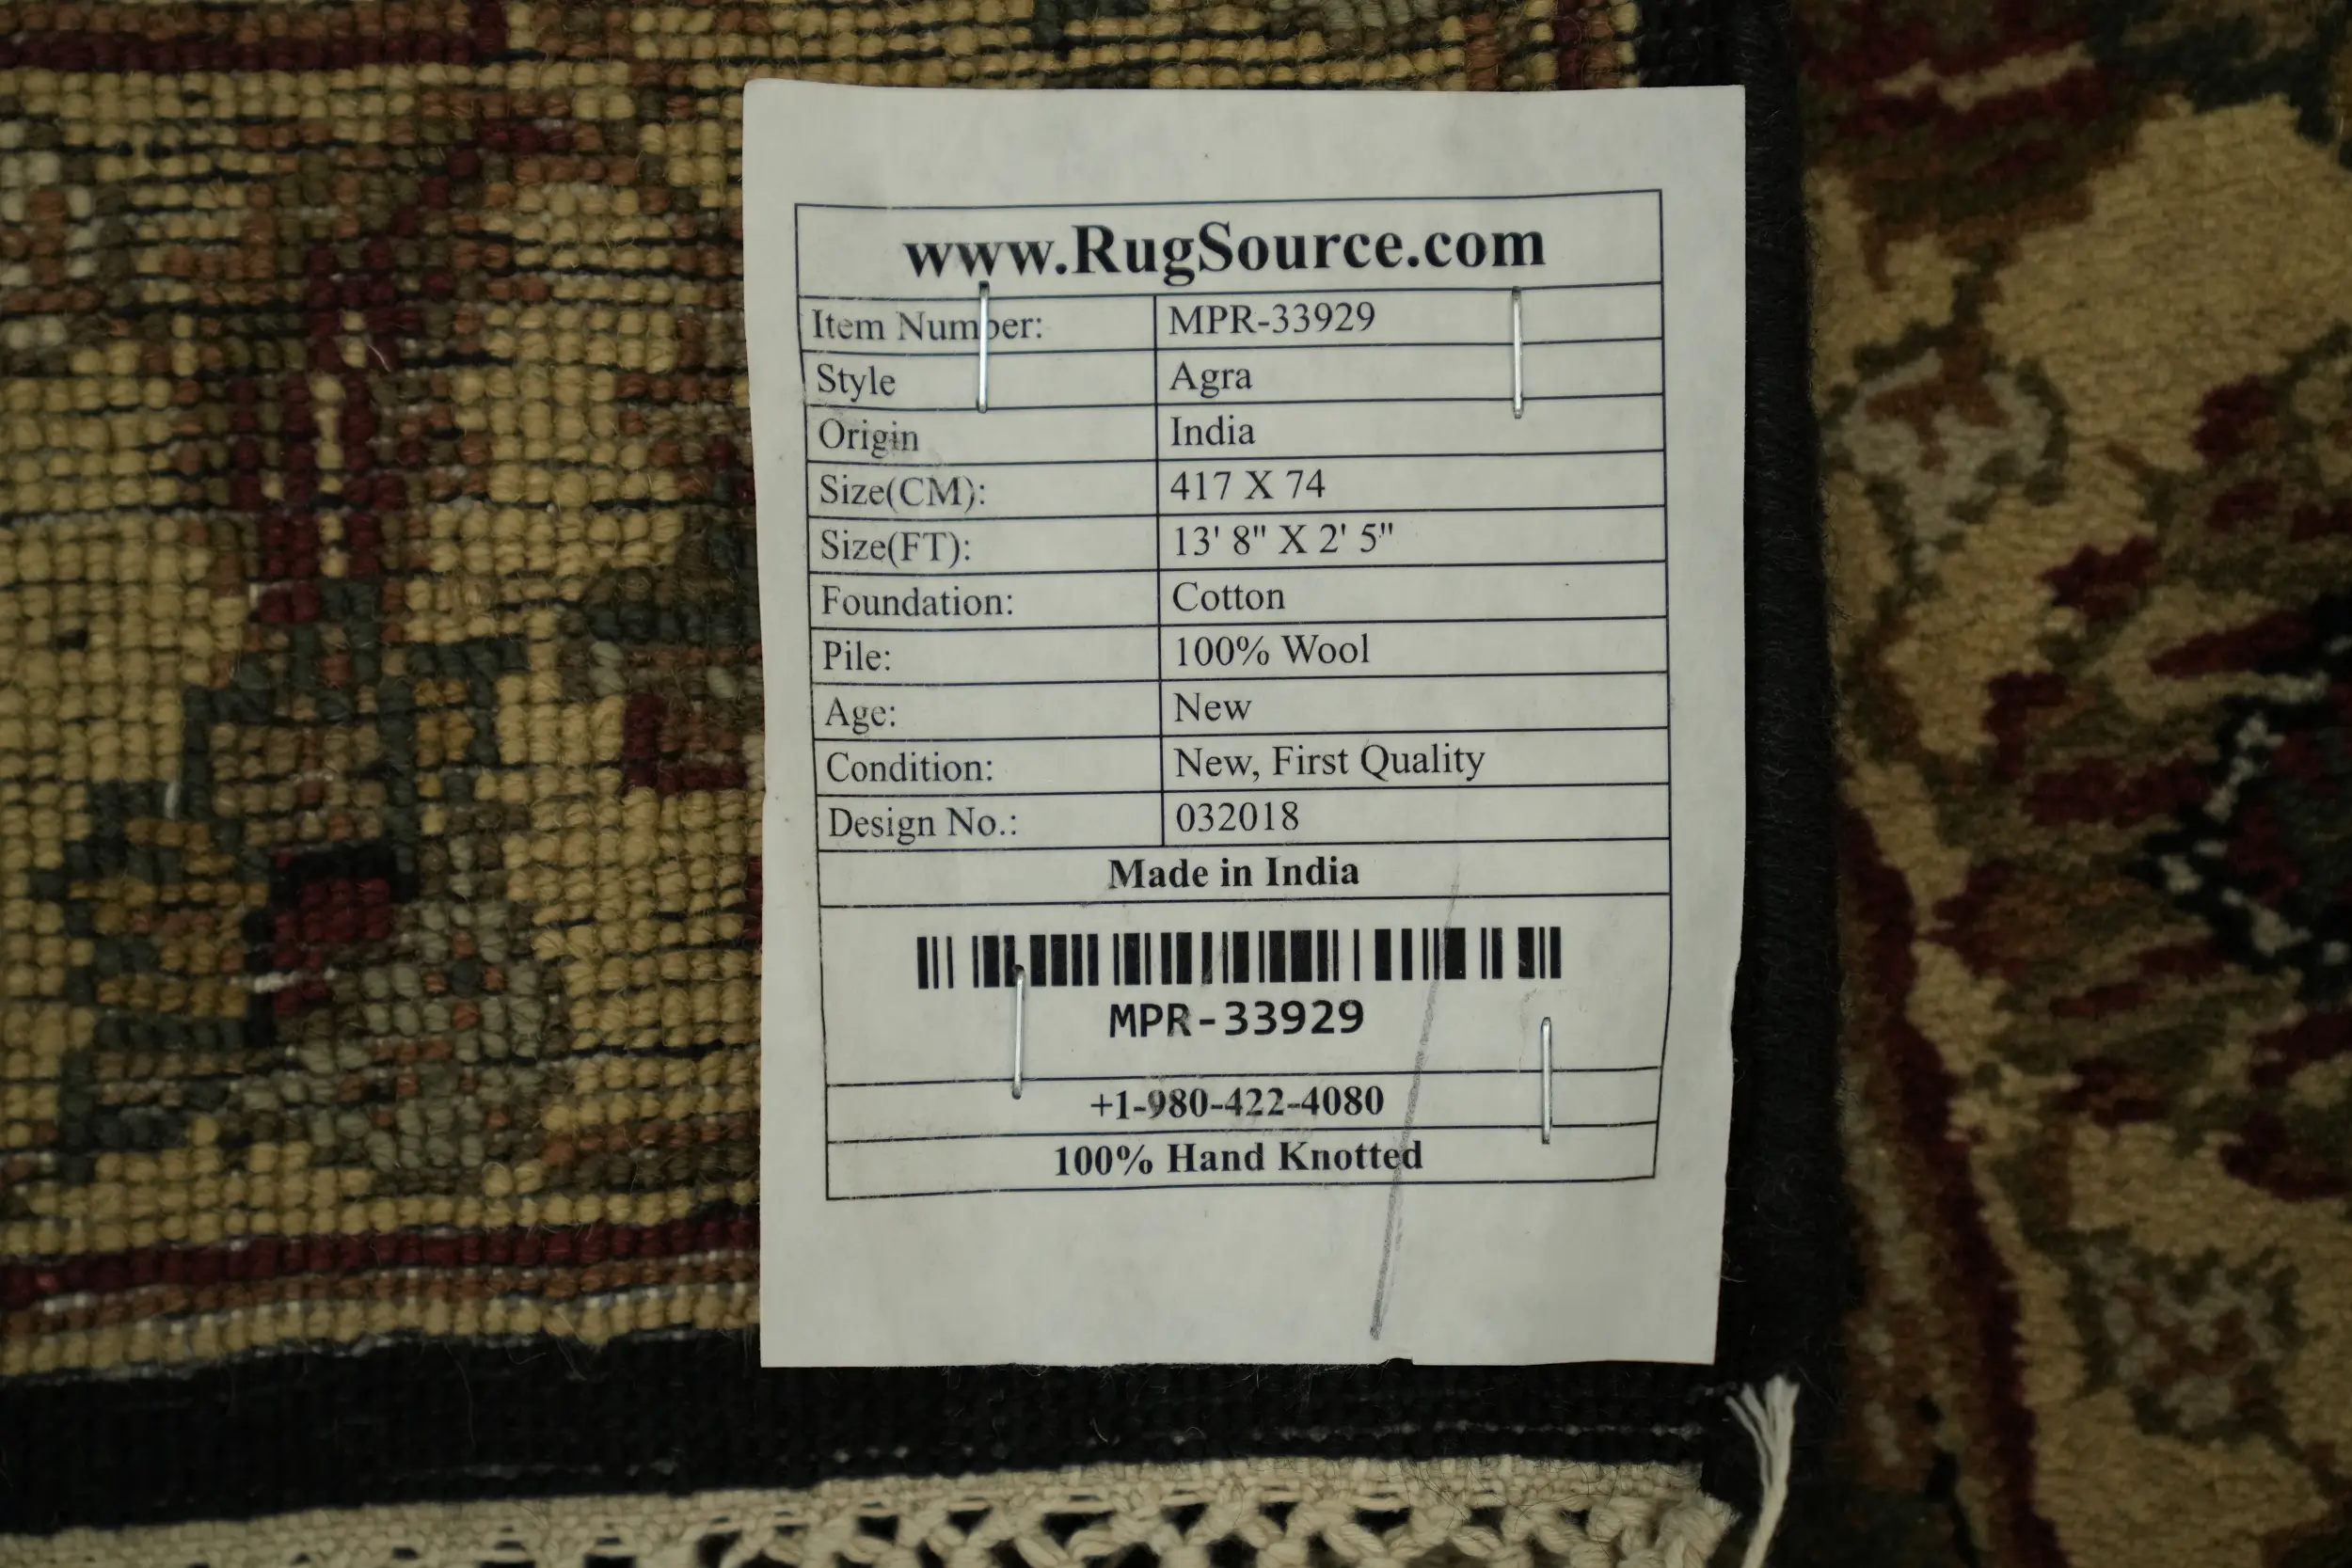 www.RugSource.com
Item Number: MPR-33929
Style Agra
Origin India
Size(CM): 417 X 74
Size(FT): 13' 8" X 2' 5"
Foundation: Cotton
Pile: 100% Wool
Age: New
Condition: New, First Quality
Design No.: 032018
Made in India
MPR-33929
+1-980-422-4080
100% Hand Knotted